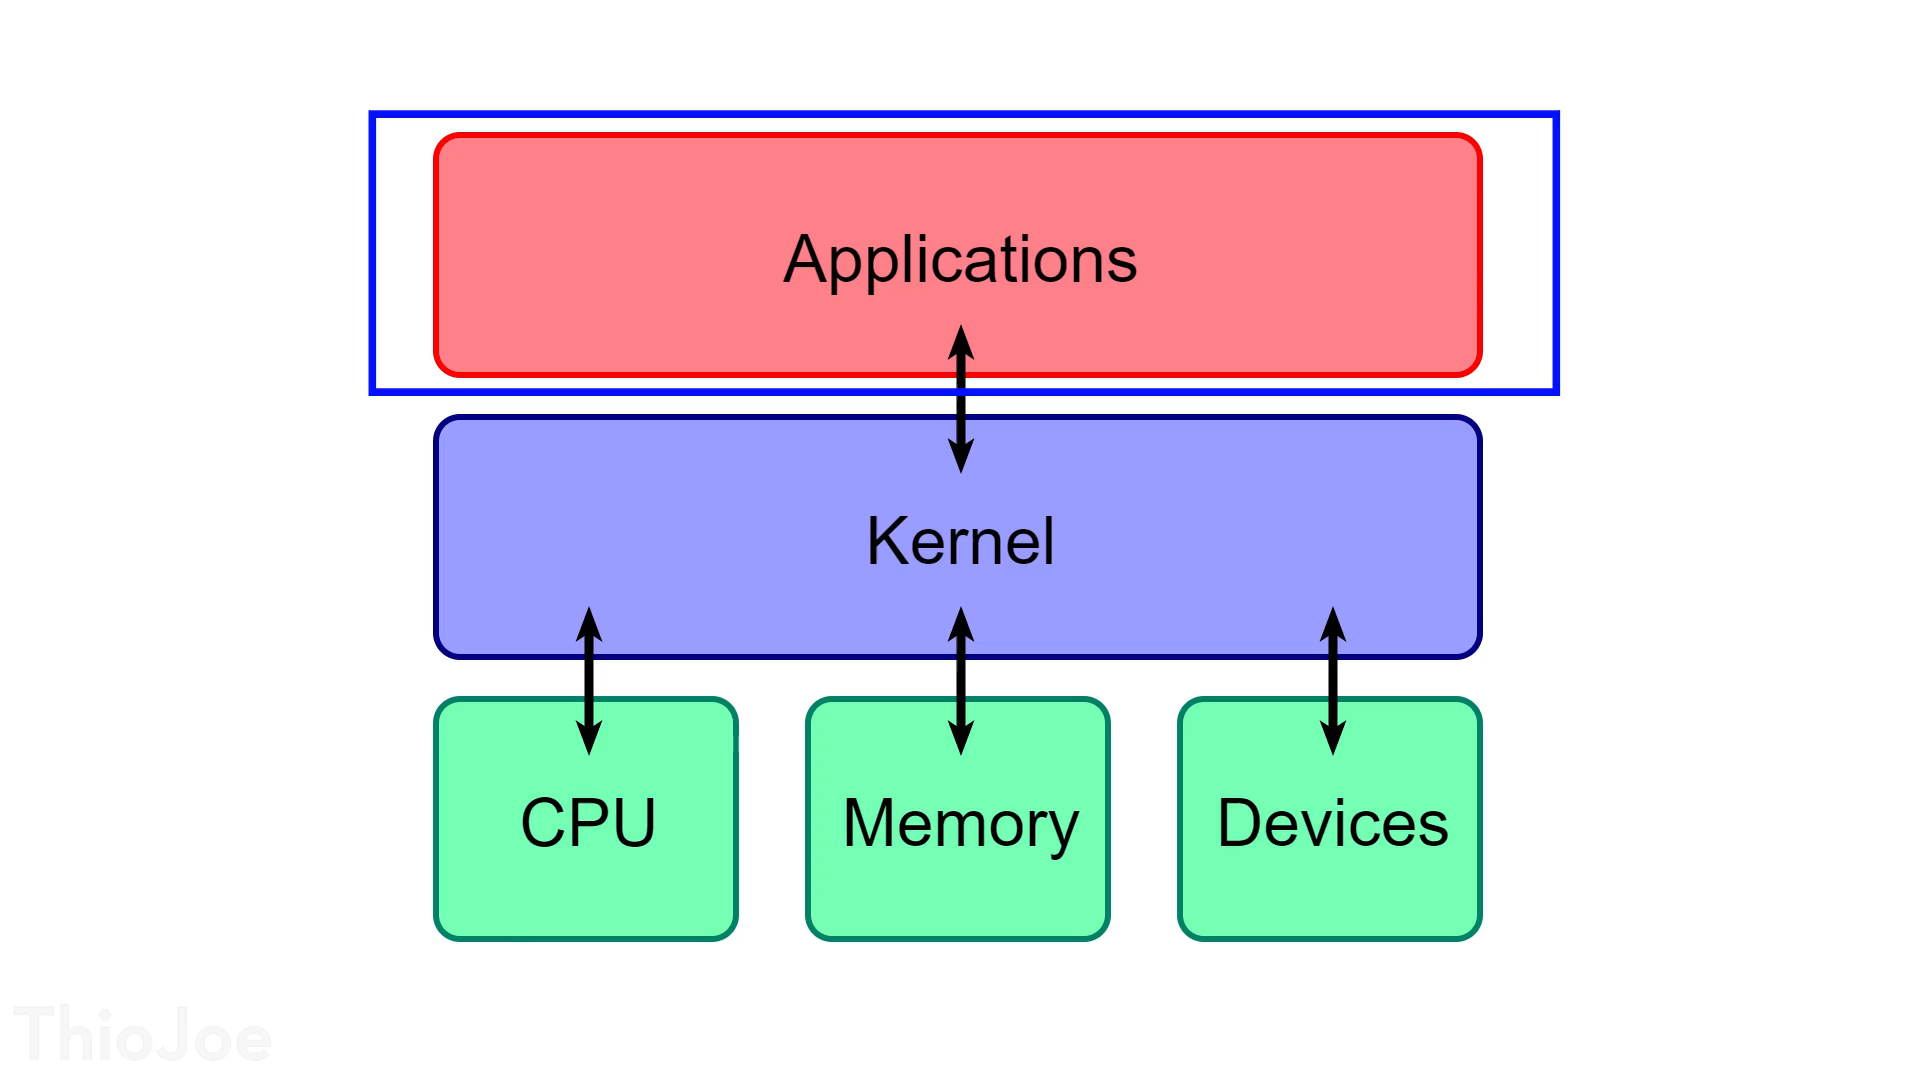 Applications
Kernel
CPU
Memory
Devices
ThioJoe